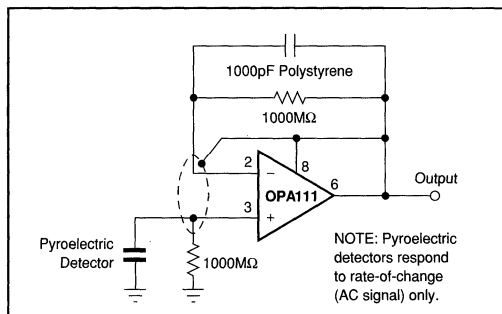 1000pF Polystyrene
1000MΩ
2
8
−
OPA111
6
Output
3
+
Pyroelectric
Detector
1000MΩ
NOTE: Pyroelectric
detectors respond
to rate-of-change
(AC signal) only.